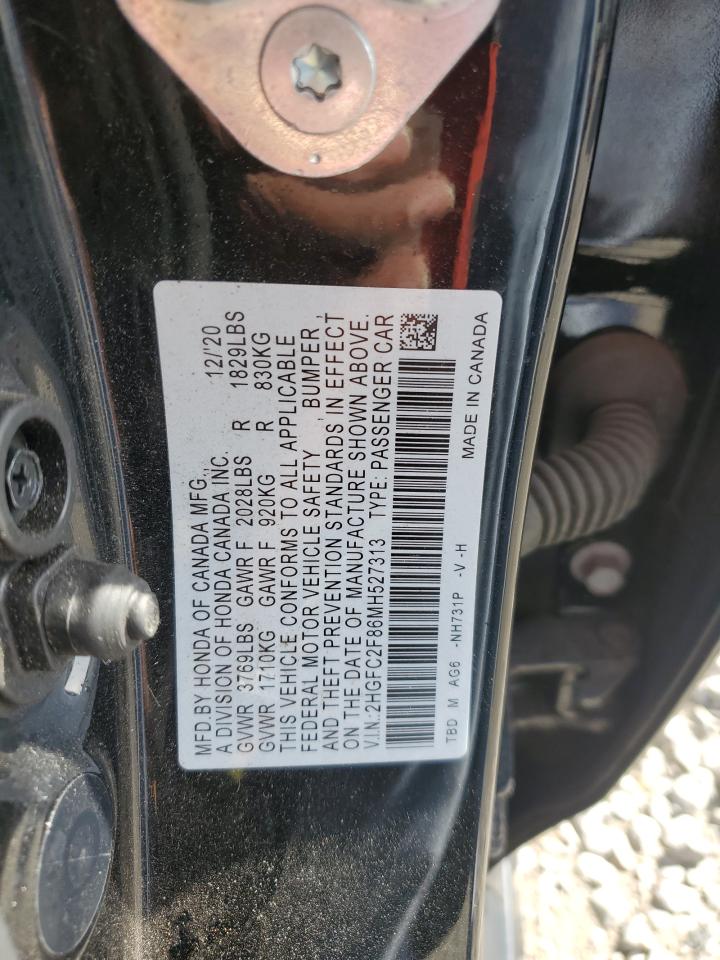 MFD.BY HONDA OF CANADA MFG., 12/'20
A DIVISION OF HONDA CANADA INC.
GVWR 3769LBS GAWR F 2028LBS R 1829LBS
GVWR 1710KG GAWR F 920KG R 830KG
THIS VEHICLE CONFORMS TO ALL APPLICABLE
FEDERAL MOTOR VEHICLE SAFETY , BUMPER ,
AND THEFT PREVENTION STANDARDS IN EFFECT
ON THE DATE OF MANUFACTURE SHOWN ABOVE.
V.I.N.:2HGFC2F86MH527313 TYPE: PASSENGER CAR
TBD M AG6 -NH731P -V -H
MADE IN CANADA